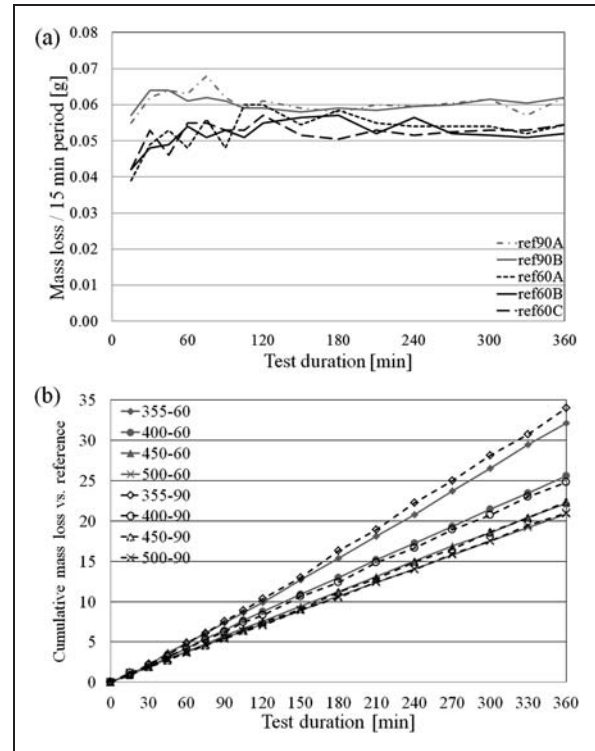 (a)
Mass loss / 15 min period [g]
0.08
0.07
0.06
0.05
0.04
0.03
0.02
0.01
0.00
ref90A
ref90B
ref60A
ref60B
ref60C
0 60 120 180 240 300 360
Test duration [min]
(b)
Cumulative mass loss vs. reference
35
30
25
20
15
10
5
0
355-60
400-60
450-60
500-60
355-90
400-90
450-90
500-90
0 30 60 90 120 150 180 210 240 270 300 330 360
Test duration [min]